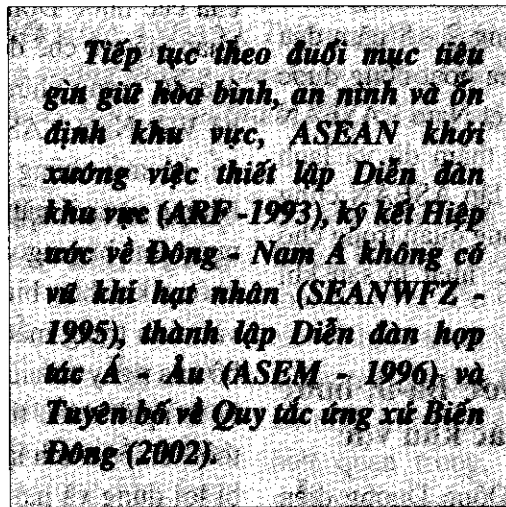 Tiếp tục theo đuổi mục tiêu
gìn giữ hòa bình, an ninh và ổn
định khu vực, ASEAN khởi
xướng việc thiết lập Diễn đàn
khu vực (ARF -1993), ký kết Hiệp
ước về Đông - Nam Á không có
vũ khí hạt nhân (SEANWFZ -
1995), thành lập Diễn đàn hợp
tác Á - Âu (ASEM - 1996) và
Tuyên bố về Quy tắc ứng xử Biển
Đông (2002).